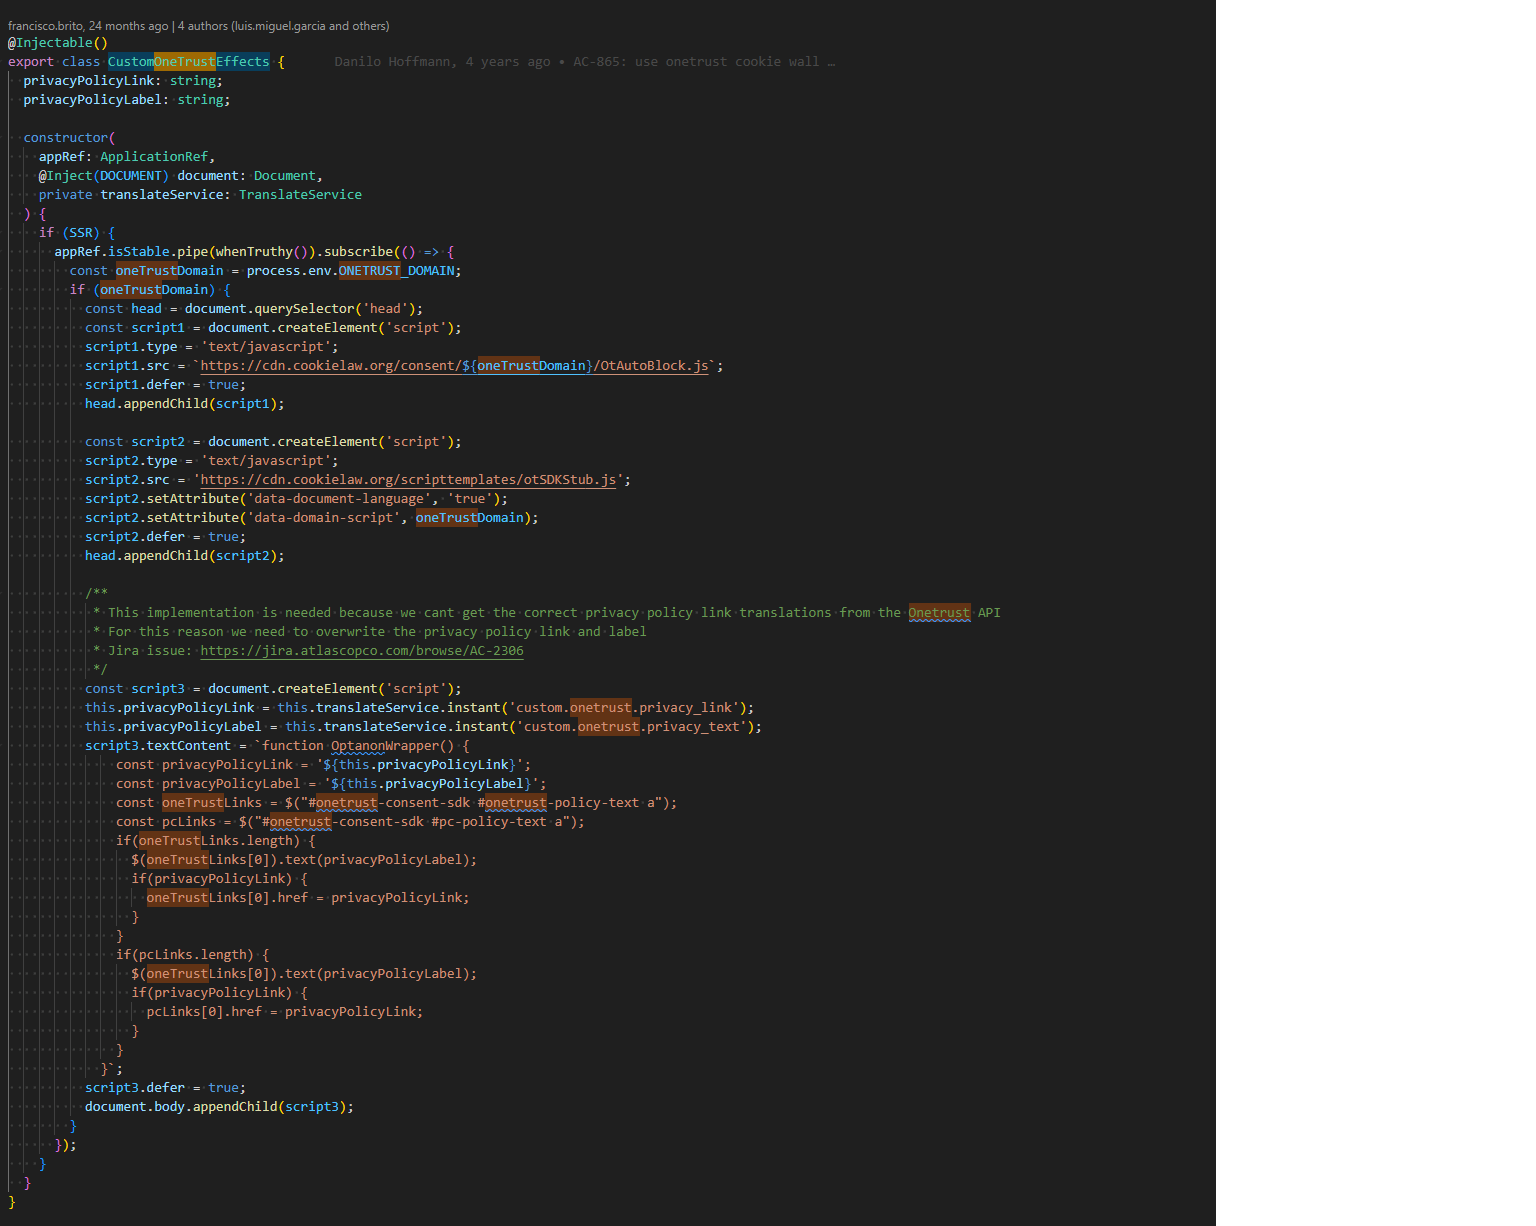 francisco.brito, 24 months ago | 4 authors (luis.miguel.garcia and others)
@Injectable()
export class CustomOneTrustEffects {    Danilo Hoffmann, 4 years ago • AC-865: use onetrust cookie wall …
  privacyPolicyLink: string;
  privacyPolicyLabel: string;

  constructor(
    appRef: ApplicationRef,
    @Inject(DOCUMENT) document: Document,
    private translateService: TranslateService
  ) {
    if (SSR) {
      appRef.isStable.pipe(whenTruthy()).subscribe(() => {
        const oneTrustDomain = process.env.ONETRUST_DOMAIN;
        if (oneTrustDomain) {
          const head = document.querySelector('head');
          const script1 = document.createElement('script');
          script1.type = 'text/javascript';
          script1.src = `https://cdn.cookielaw.org/consent/${oneTrustDomain}/OtAutoBlock.js`;
          script1.defer = true;
          head.appendChild(script1);

          const script2 = document.createElement('script');
          script2.type = 'text/javascript';
          script2.src = 'https://cdn.cookielaw.org/scripttemplates/otSDKStub.js';
          script2.setAttribute('data-document-language', 'true');
          script2.setAttribute('data-domain-script', oneTrustDomain);
          script2.defer = true;
          head.appendChild(script2);

          /**
           * This implementation is needed because we cant get the correct privacy policy link translations from the Onetrust API
           * For this reason we need to overwrite the privacy policy link and label
           * Jira issue: https://jira.atlascopco.com/browse/AC-2306
           */
          const script3 = document.createElement('script');
          this.privacyPolicyLink = this.translateService.instant('custom.onetrust.privacy_link');
          this.privacyPolicyLabel = this.translateService.instant('custom.onetrust.privacy_text');
          script3.textContent = `function OptanonWrapper() {
              const privacyPolicyLink = '${this.privacyPolicyLink}';
              const privacyPolicyLabel = '${this.privacyPolicyLabel}';
              const oneTrustLinks = $("#onetrust-consent-sdk #onetrust-policy-text a");
              const pcLinks = $("#onetrust-consent-sdk #pc-policy-text a");
              if(oneTrustLinks.length) {
                $(oneTrustLinks[0]).text(privacyPolicyLabel);
                if(privacyPolicyLink) {
                  oneTrustLinks[0].href = privacyPolicyLink;
                }
              }
              if(pcLinks.length) {
                $(oneTrustLinks[0]).text(privacyPolicyLabel);
                if(privacyPolicyLink) {
                  pcLinks[0].href = privacyPolicyLink;
                }
              }
            }`;
          script3.defer = true;
          document.body.appendChild(script3);
        }
      });
    }
  }
}